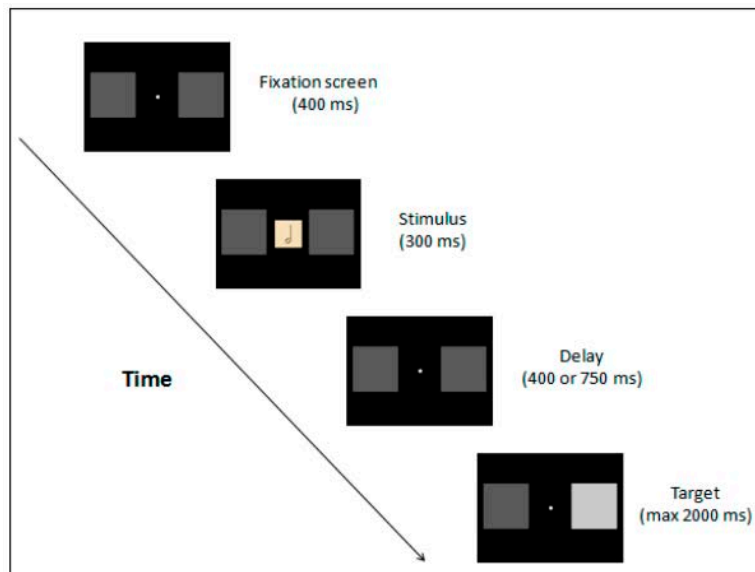 Fixation screen
(400 ms)
Stimulus
(300 ms)
Delay
(400 or 750 ms)
Time
Target
(max 2000 ms)